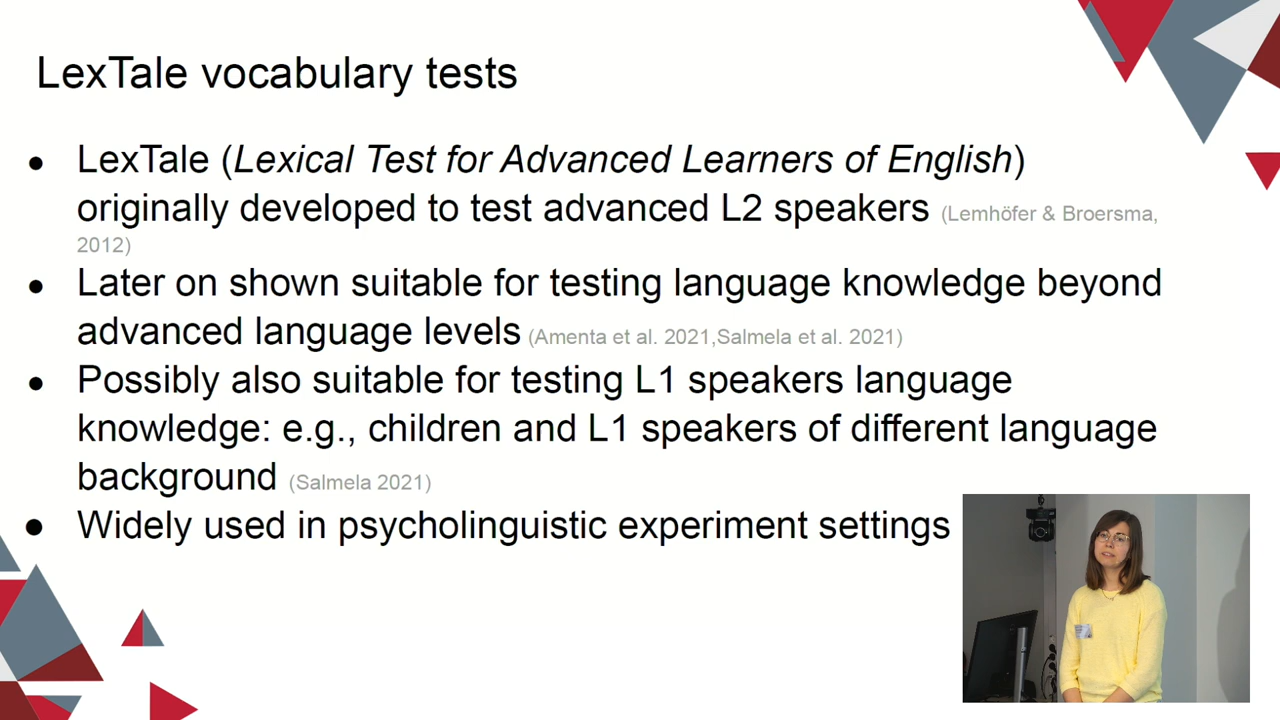 LexTale vocabulary tests
● LexTale (Lexical Test for Advanced Learners of English)
originally developed to test advanced L2 speakers (Lemhöfer & Broersma,
2012)
● Later on shown suitable for testing language knowledge beyond
advanced language levels (Amenta et al. 2021,Salmela et al. 2021)
● Possibly also suitable for testing L1 speakers language
knowledge: e.g., children and L1 speakers of different language
background (Salmela 2021)
● Widely used in psycholinguistic experiment settings